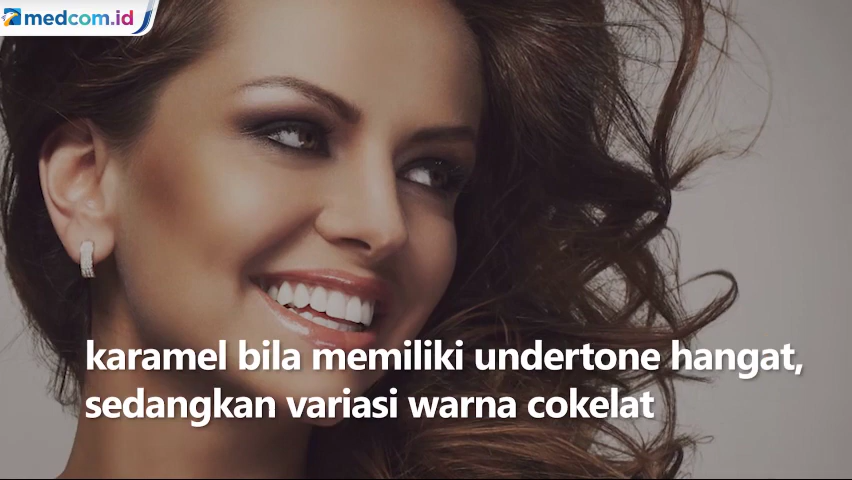 medcom.id
karamel bila memiliki undertone hangat,
sedangkan variasi warna cokelat